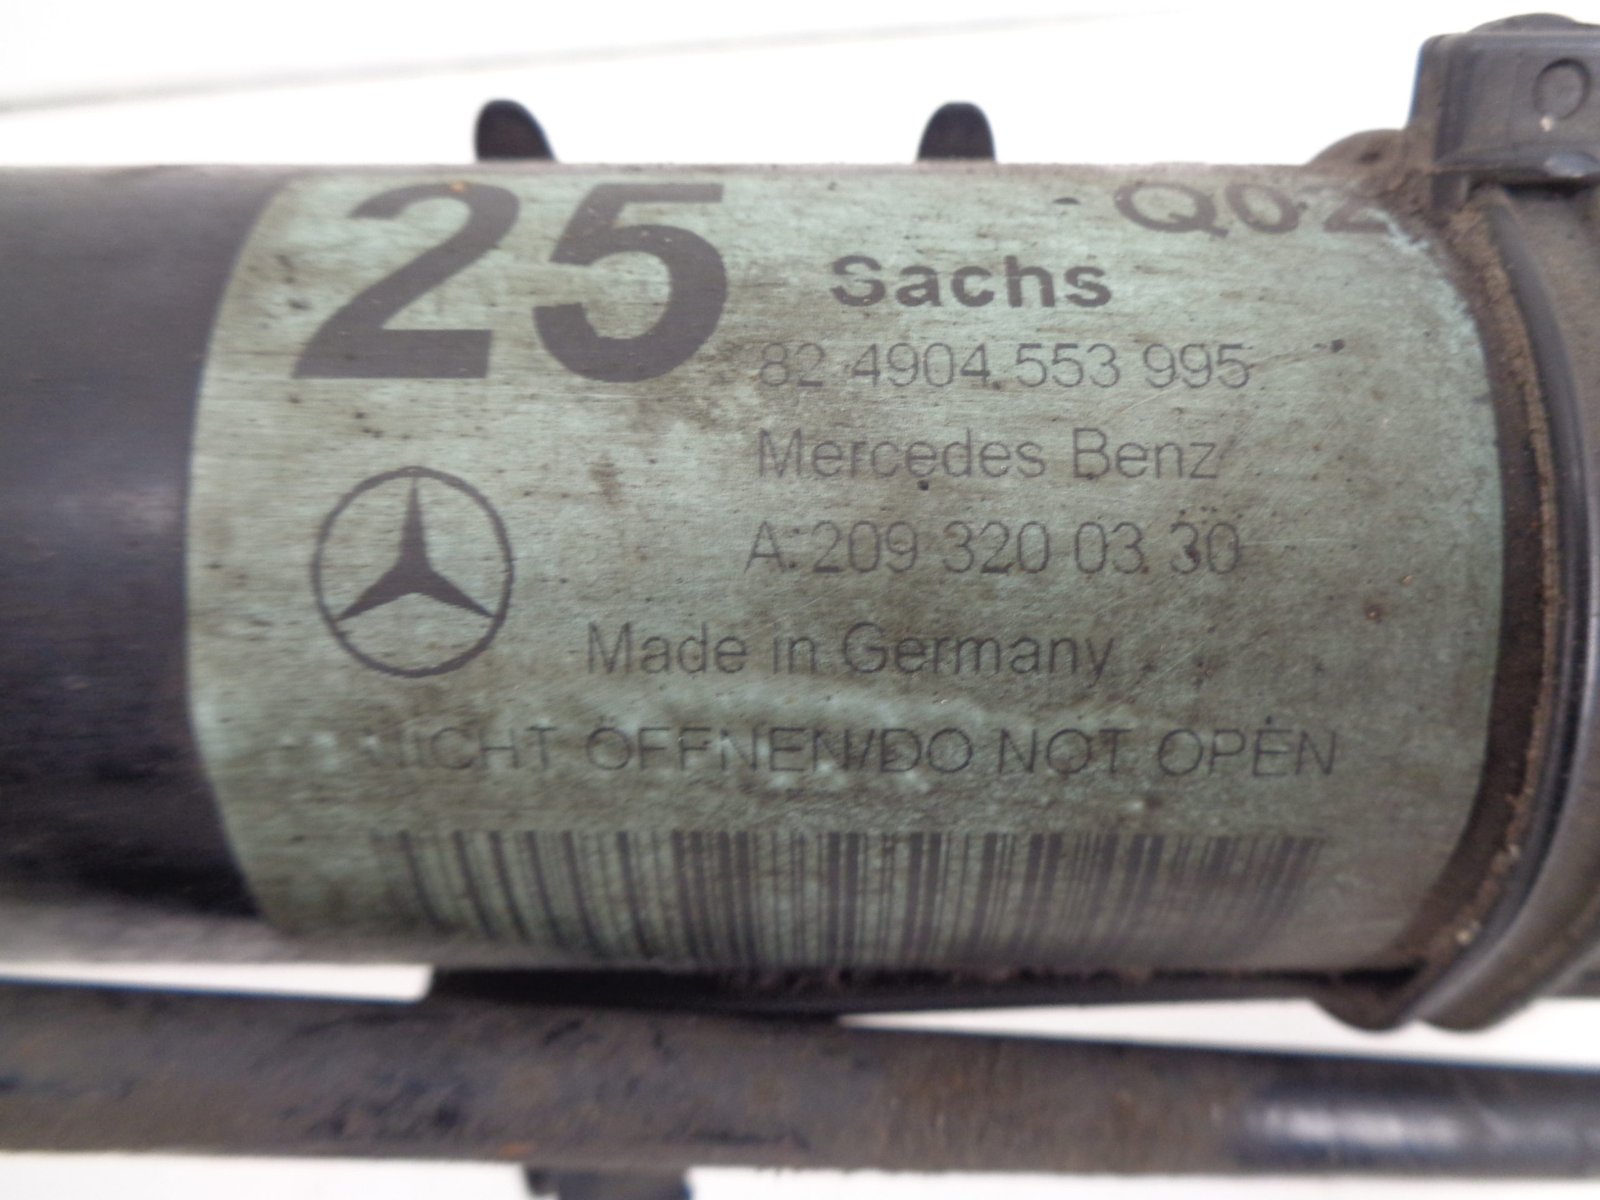 25
Q02
Sachs
82 4904 553 995
Mercedes Benz
A 209 320 03 30
Made in Germany
NICHT ÖFFNEN/DO NOT OPEN